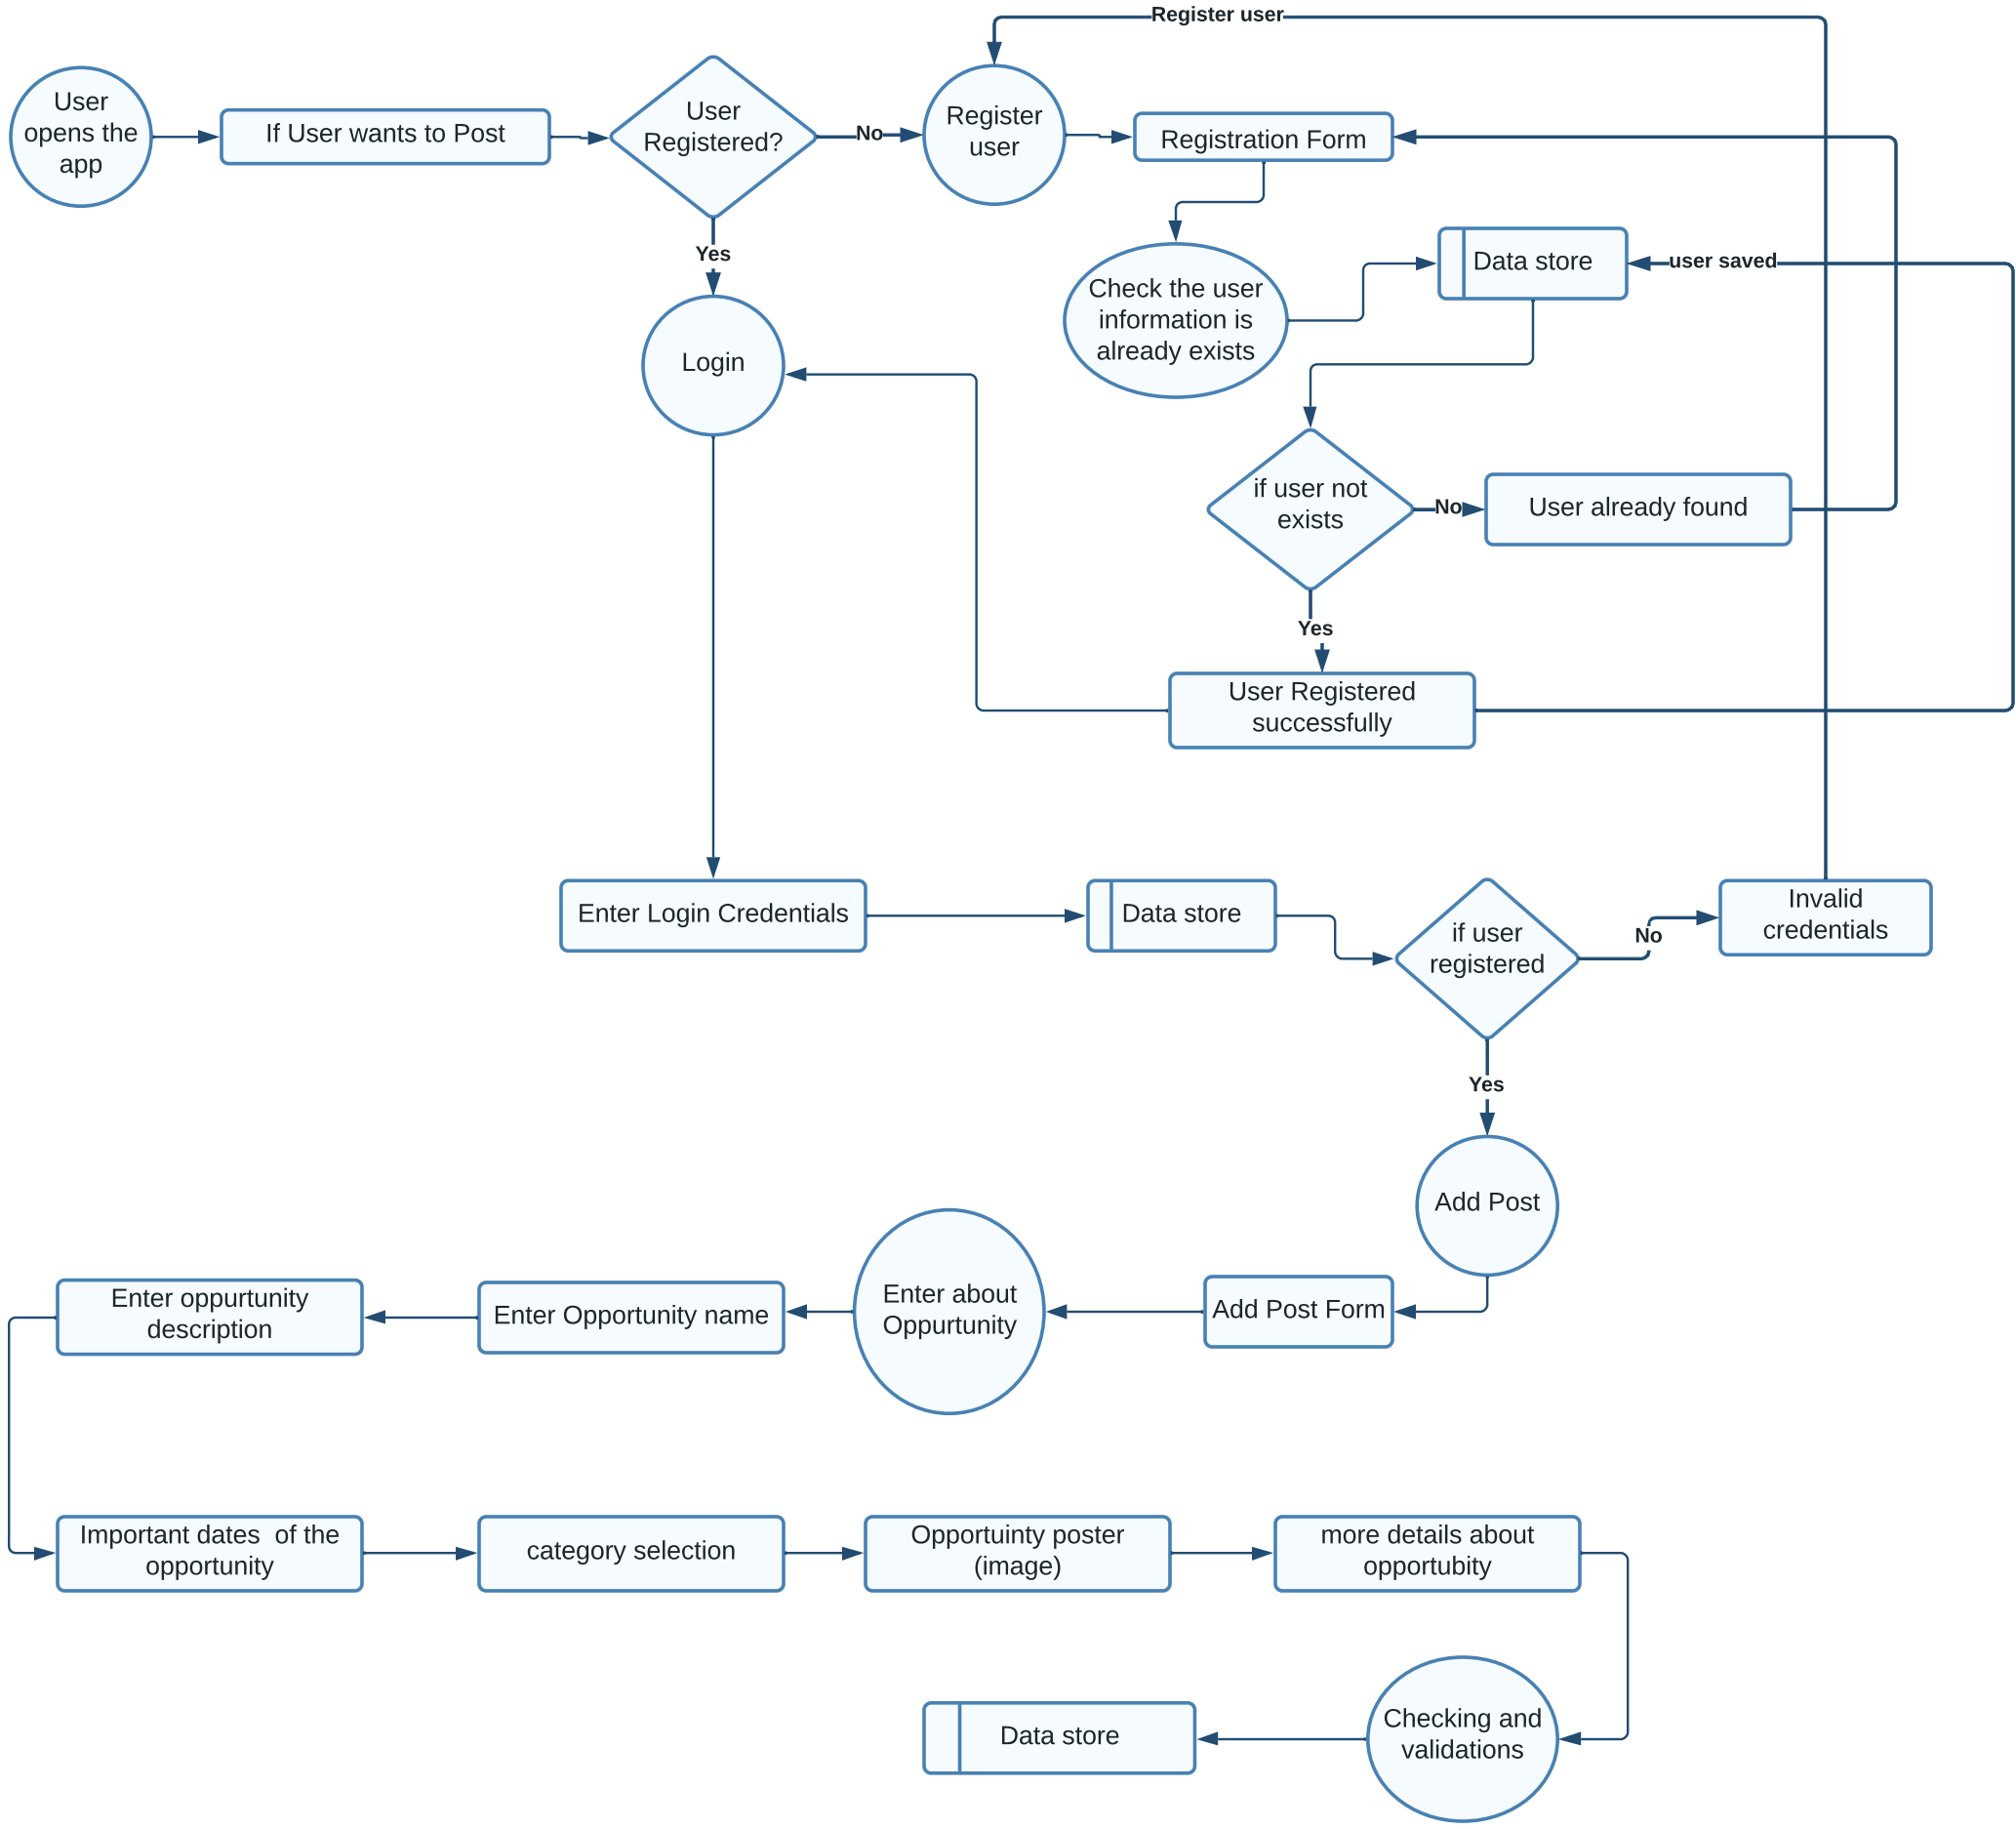 Register user
User
opens the
app
If User wants to Post
User
Registered?
No
Register
user
Registration Form
Yes
Check the user
information is
already exists
Data store
user saved
Login
if user not
exists
No
User already found
Yes
User Registered
successfully
Enter Login Credentials
Data store
if user
registered
No
Invalid
credentials
Yes
Add Post
Add Post Form
Enter about
Oppurtunity
Enter Opportunity name
Enter oppurtunity
description
Important dates  of the
opportunity
category selection
Opportuinty poster
(image)
more details about
opportubity
Checking and
validations
Data store